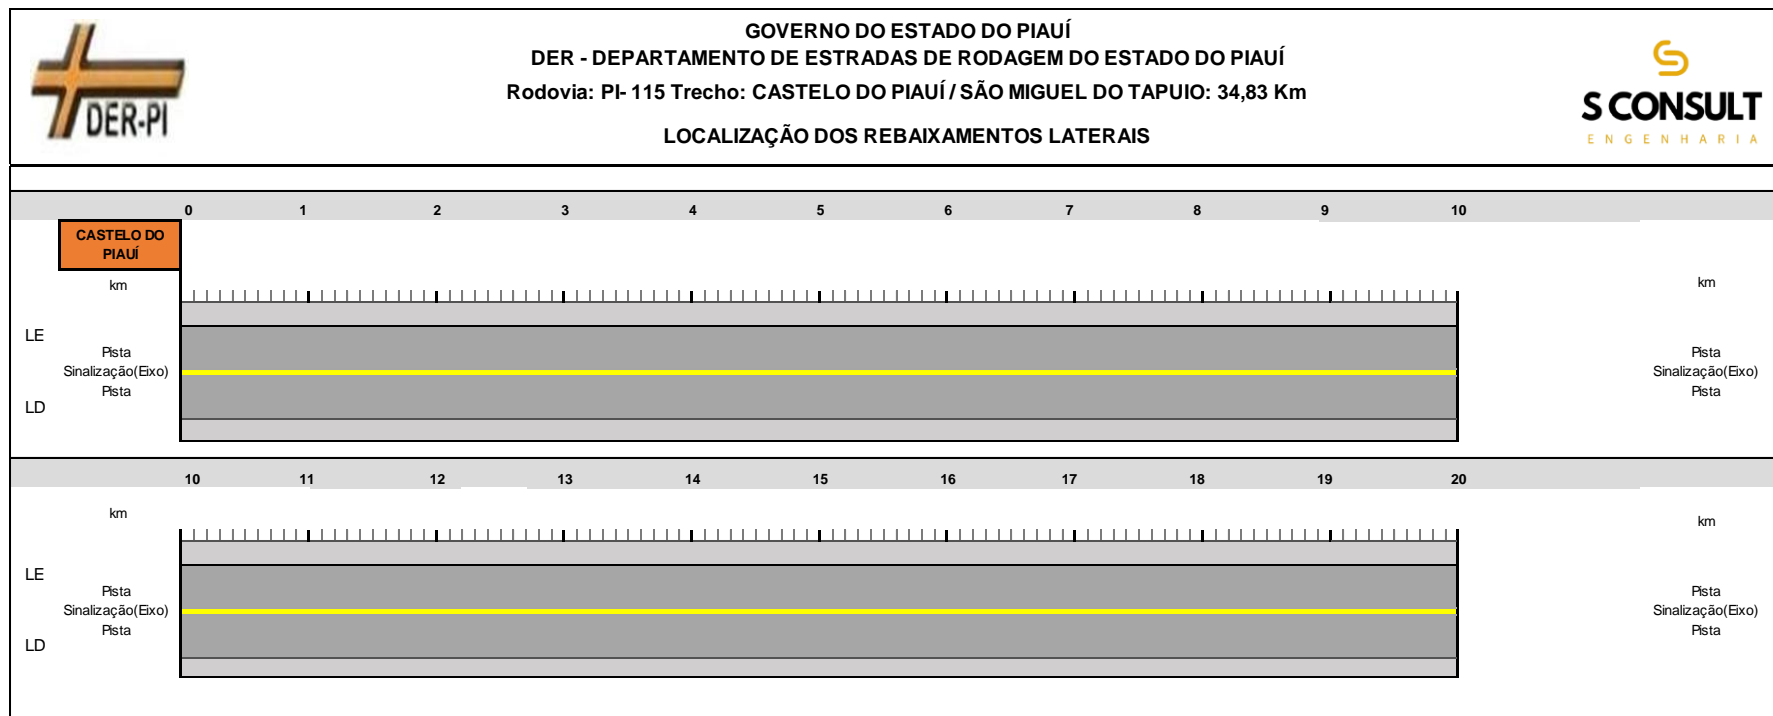 DER-PI
GOVERNO DO ESTADO DO PIAUÍ
DER - DEPARTAMENTO DE ESTRADAS DE RODAGEM DO ESTADO DO PIAUÍ
Rodovia: PI- 115 Trecho: CASTELO DO PIAUÍ / SÃO MIGUEL DO TAPUIO: 34,83 Km
LOCALIZAÇÃO DOS REBAIXAMENTOS LATERAIS
S CONSULT
ENGENHARIA
0 1 2 3 4 5 6 7 8 9 10
CASTELO DO
PIAUÍ
km km
LE
Pista Pista
Sinalização(Eixo) Sinalização(Eixo)
Pista Pista
LD
10 11 12 13 14 15 16 17 18 19 20
km km
LE
Pista Pista
Sinalização(Eixo) Sinalização(Eixo)
Pista Pista
LD